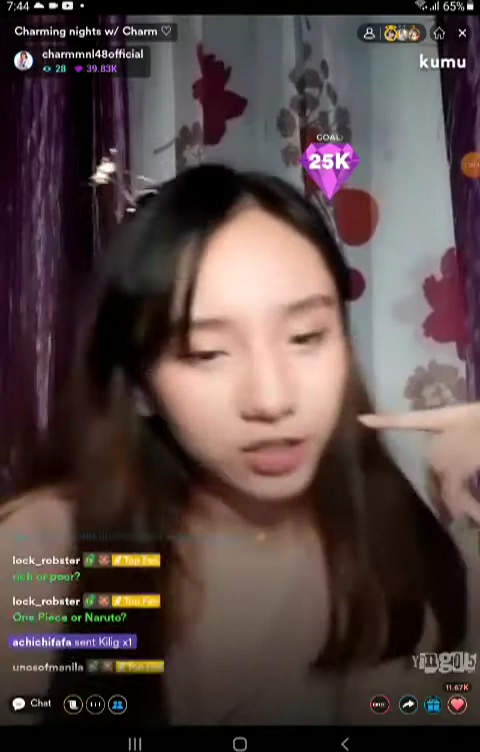 7:44
65%
Charming nights w/ Charm ♡
charmmnl48official
28 39.83K
kumu
GOAL:
25K
lock_robster Top Fan
rich or poor?
lock_robster Top Fan
One Piece or Naruto?
achichifafa sent Kilig x1
unosofmanila
11.67K
Chat